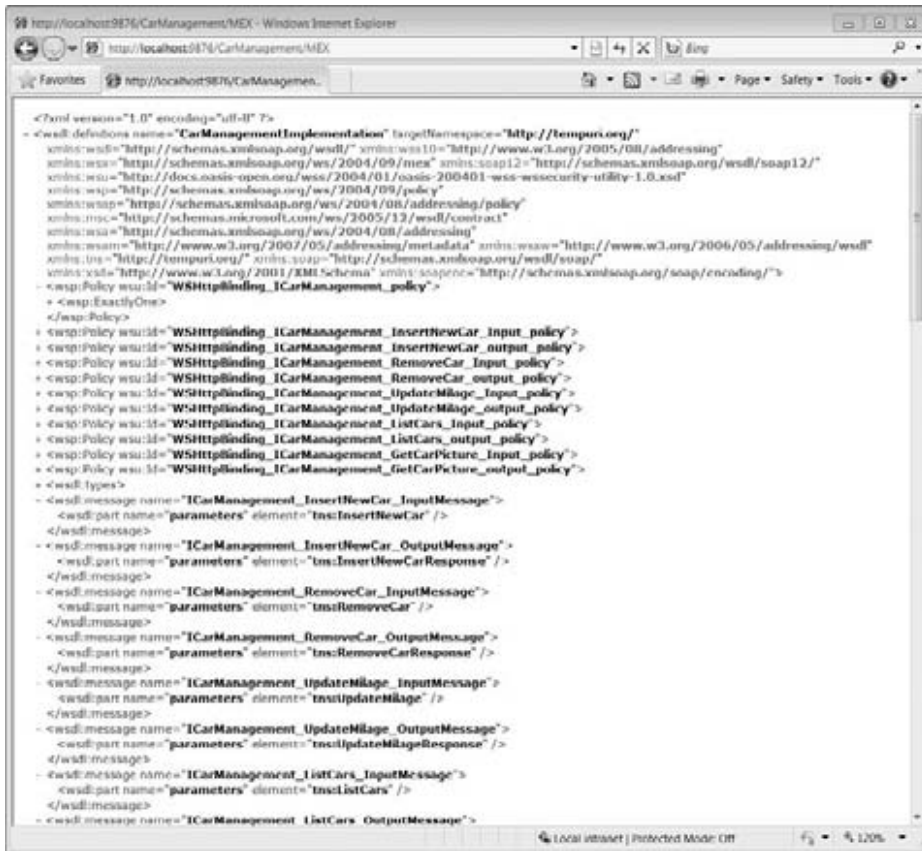 http://localhost:9876/CarManagement/MEX - Windows Internet Explorer
http://localhost:9876/CarManagement/MEX
Bing
Favorites http://localhost:9876/CarManagemen... Page Safety Tools
<?xml version="1.0" encoding="utf-8" ?>
- <wsdl:definitions name="CarManagementImplementation" targetNamespace="http://tempuri.org/"
xmlns:wsdl="http://schemas.xmlsoap.org/wsdl/" xmlns:wsa10="http://www.w3.org/2005/08/addressing"
xmlns:wsx="http://schemas.xmlsoap.org/ws/2004/09/mex" xmlns:soap12="http://schemas.xmlsoap.org/wsdl/soap12/"
xmlns:wsu="http://docs.oasis-open.org/wss/2004/01/oasis-200401-wss-wssecurity-utility-1.0.xsd"
xmlns:wsp="http://schemas.xmlsoap.org/ws/2004/09/policy"
xmlns:wsap="http://schemas.xmlsoap.org/ws/2004/08/addressing/policy"
xmlns:msc="http://schemas.microsoft.com/ws/2005/12/wsdl/contract"
xmlns:wsa="http://schemas.xmlsoap.org/ws/2004/08/addressing"
xmlns:wsam="http://www.w3.org/2007/05/addressing/metadata" xmlns:wsaw="http://www.w3.org/2006/05/addressing/wsdl"
xmlns:tns="http://tempuri.org/" xmlns:soap="http://schemas.xmlsoap.org/wsdl/soap/"
xmlns:xsd="http://www.w3.org/2001/XMLSchema" xmlns:soapenc="http://schemas.xmlsoap.org/soap/encoding/">
- <wsp:Policy wsu:Id="WSHttpBinding_ICarManagement_policy">
+ <wsp:ExactlyOne>
</wsp:Policy>
+ <wsp:Policy wsu:Id="WSHttpBinding_ICarManagement_InsertNewCar_Input_policy">
+ <wsp:Policy wsu:Id="WSHttpBinding_ICarManagement_InsertNewCar_output_policy">
+ <wsp:Policy wsu:Id="WSHttpBinding_ICarManagement_RemoveCar_Input_policy">
+ <wsp:Policy wsu:Id="WSHttpBinding_ICarManagement_RemoveCar_output_policy">
+ <wsp:Policy wsu:Id="WSHttpBinding_ICarManagement_UpdateMilage_Input_policy">
+ <wsp:Policy wsu:Id="WSHttpBinding_ICarManagement_UpdateMilage_output_policy">
+ <wsp:Policy wsu:Id="WSHttpBinding_ICarManagement_ListCars_Input_policy">
+ <wsp:Policy wsu:Id="WSHttpBinding_ICarManagement_ListCars_output_policy">
+ <wsp:Policy wsu:Id="WSHttpBinding_ICarManagement_GetCarPicture_Input_policy">
+ <wsp:Policy wsu:Id="WSHttpBinding_ICarManagement_GetCarPicture_output_policy">
+ <wsdl:types>
- <wsdl:message name="ICarManagement_InsertNewCar_InputMessage">
<wsdl:part name="parameters" element="tns:InsertNewCar" />
</wsdl:message>
- <wsdl:message name="ICarManagement_InsertNewCar_OutputMessage">
<wsdl:part name="parameters" element="tns:InsertNewCarResponse" />
</wsdl:message>
- <wsdl:message name="ICarManagement_RemoveCar_InputMessage">
<wsdl:part name="parameters" element="tns:RemoveCar" />
</wsdl:message>
- <wsdl:message name="ICarManagement_RemoveCar_OutputMessage">
<wsdl:part name="parameters" element="tns:RemoveCarResponse" />
</wsdl:message>
- <wsdl:message name="ICarManagement_UpdateMilage_InputMessage">
<wsdl:part name="parameters" element="tns:UpdateMilage" />
</wsdl:message>
- <wsdl:message name="ICarManagement_UpdateMilage_OutputMessage">
<wsdl:part name="parameters" element="tns:UpdateMilageResponse" />
</wsdl:message>
- <wsdl:message name="ICarManagement_ListCars_InputMessage">
<wsdl:part name="parameters" element="tns:ListCars" />
</wsdl:message>
- <wsdl:message name="ICarManagement_ListCars_OutputMessage">
Local intranet | Protected Mode: Off 120%